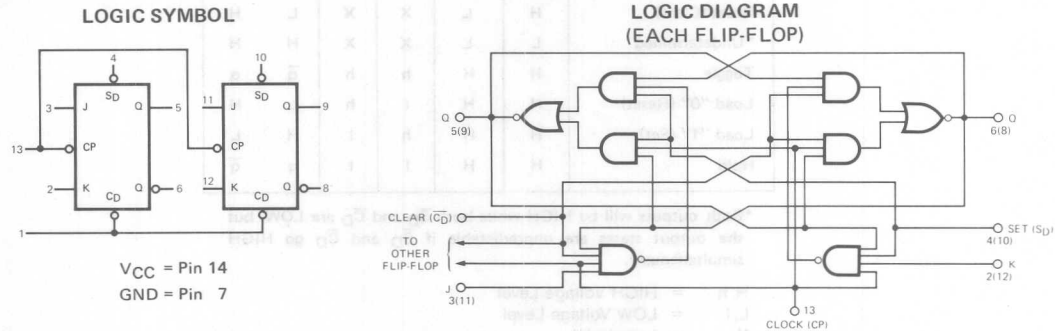 LOGIC SYMBOL
4
10
3 J SD Q 5
11 J SD Q 9
13 CP
CP
2 K CD Q 6
12 K CD Q 8
1
VCC = Pin 14
GND = Pin 7
LOGIC DIAGRAM
(EACH FLIP-FLOP)
Q
5(9)
Q
6(8)
CLEAR (CD)
TO
OTHER
FLIP-FLOP
J
3(11)
SET (SD)
4(10)
K
2(12)
13
CLOCK (CP)